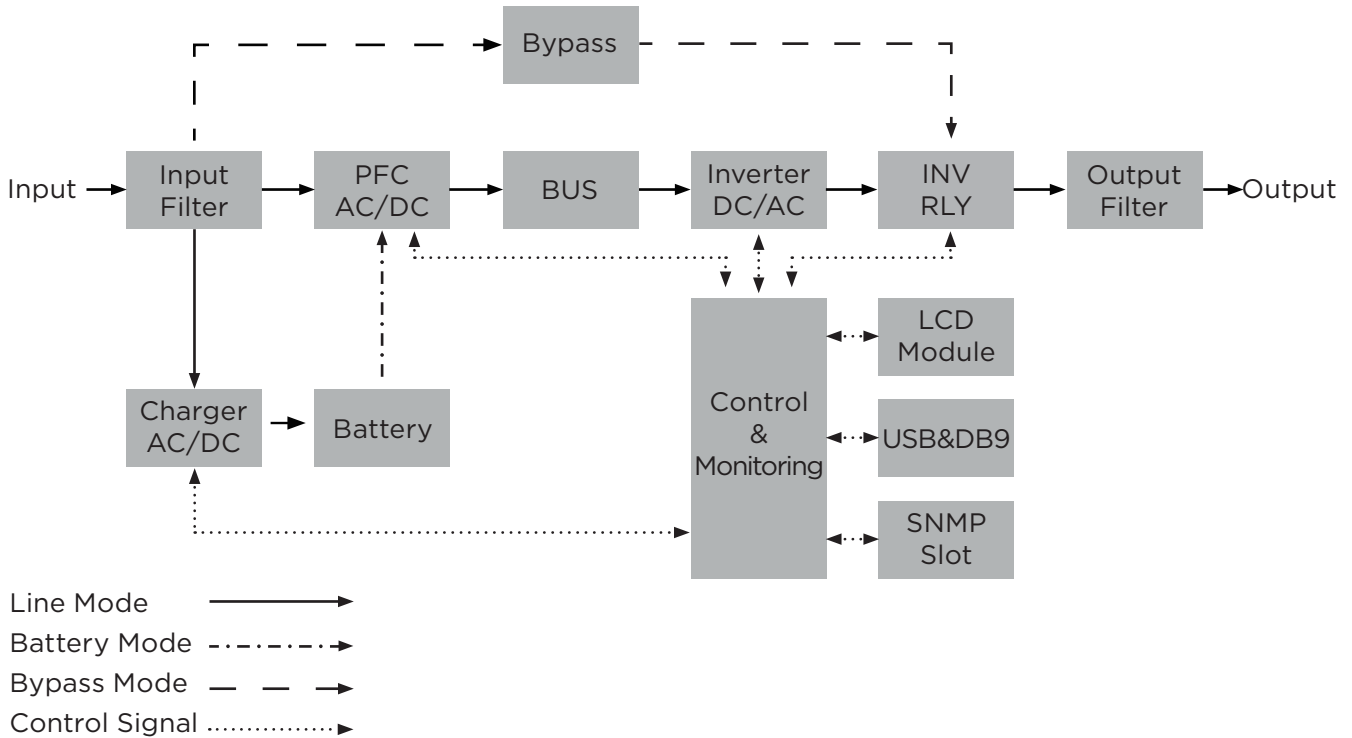 Bypass
Input
Input
Filter
PFC
AC/DC
BUS
Inverter
DC/AC
INV
RLY
Output
Filter
Output
Charger
AC/DC
Battery
Control
&
Monitoring
LCD
Module
USB&DB9
SNMP
Slot
Line Mode
Battery Mode
Bypass Mode
Control Signal